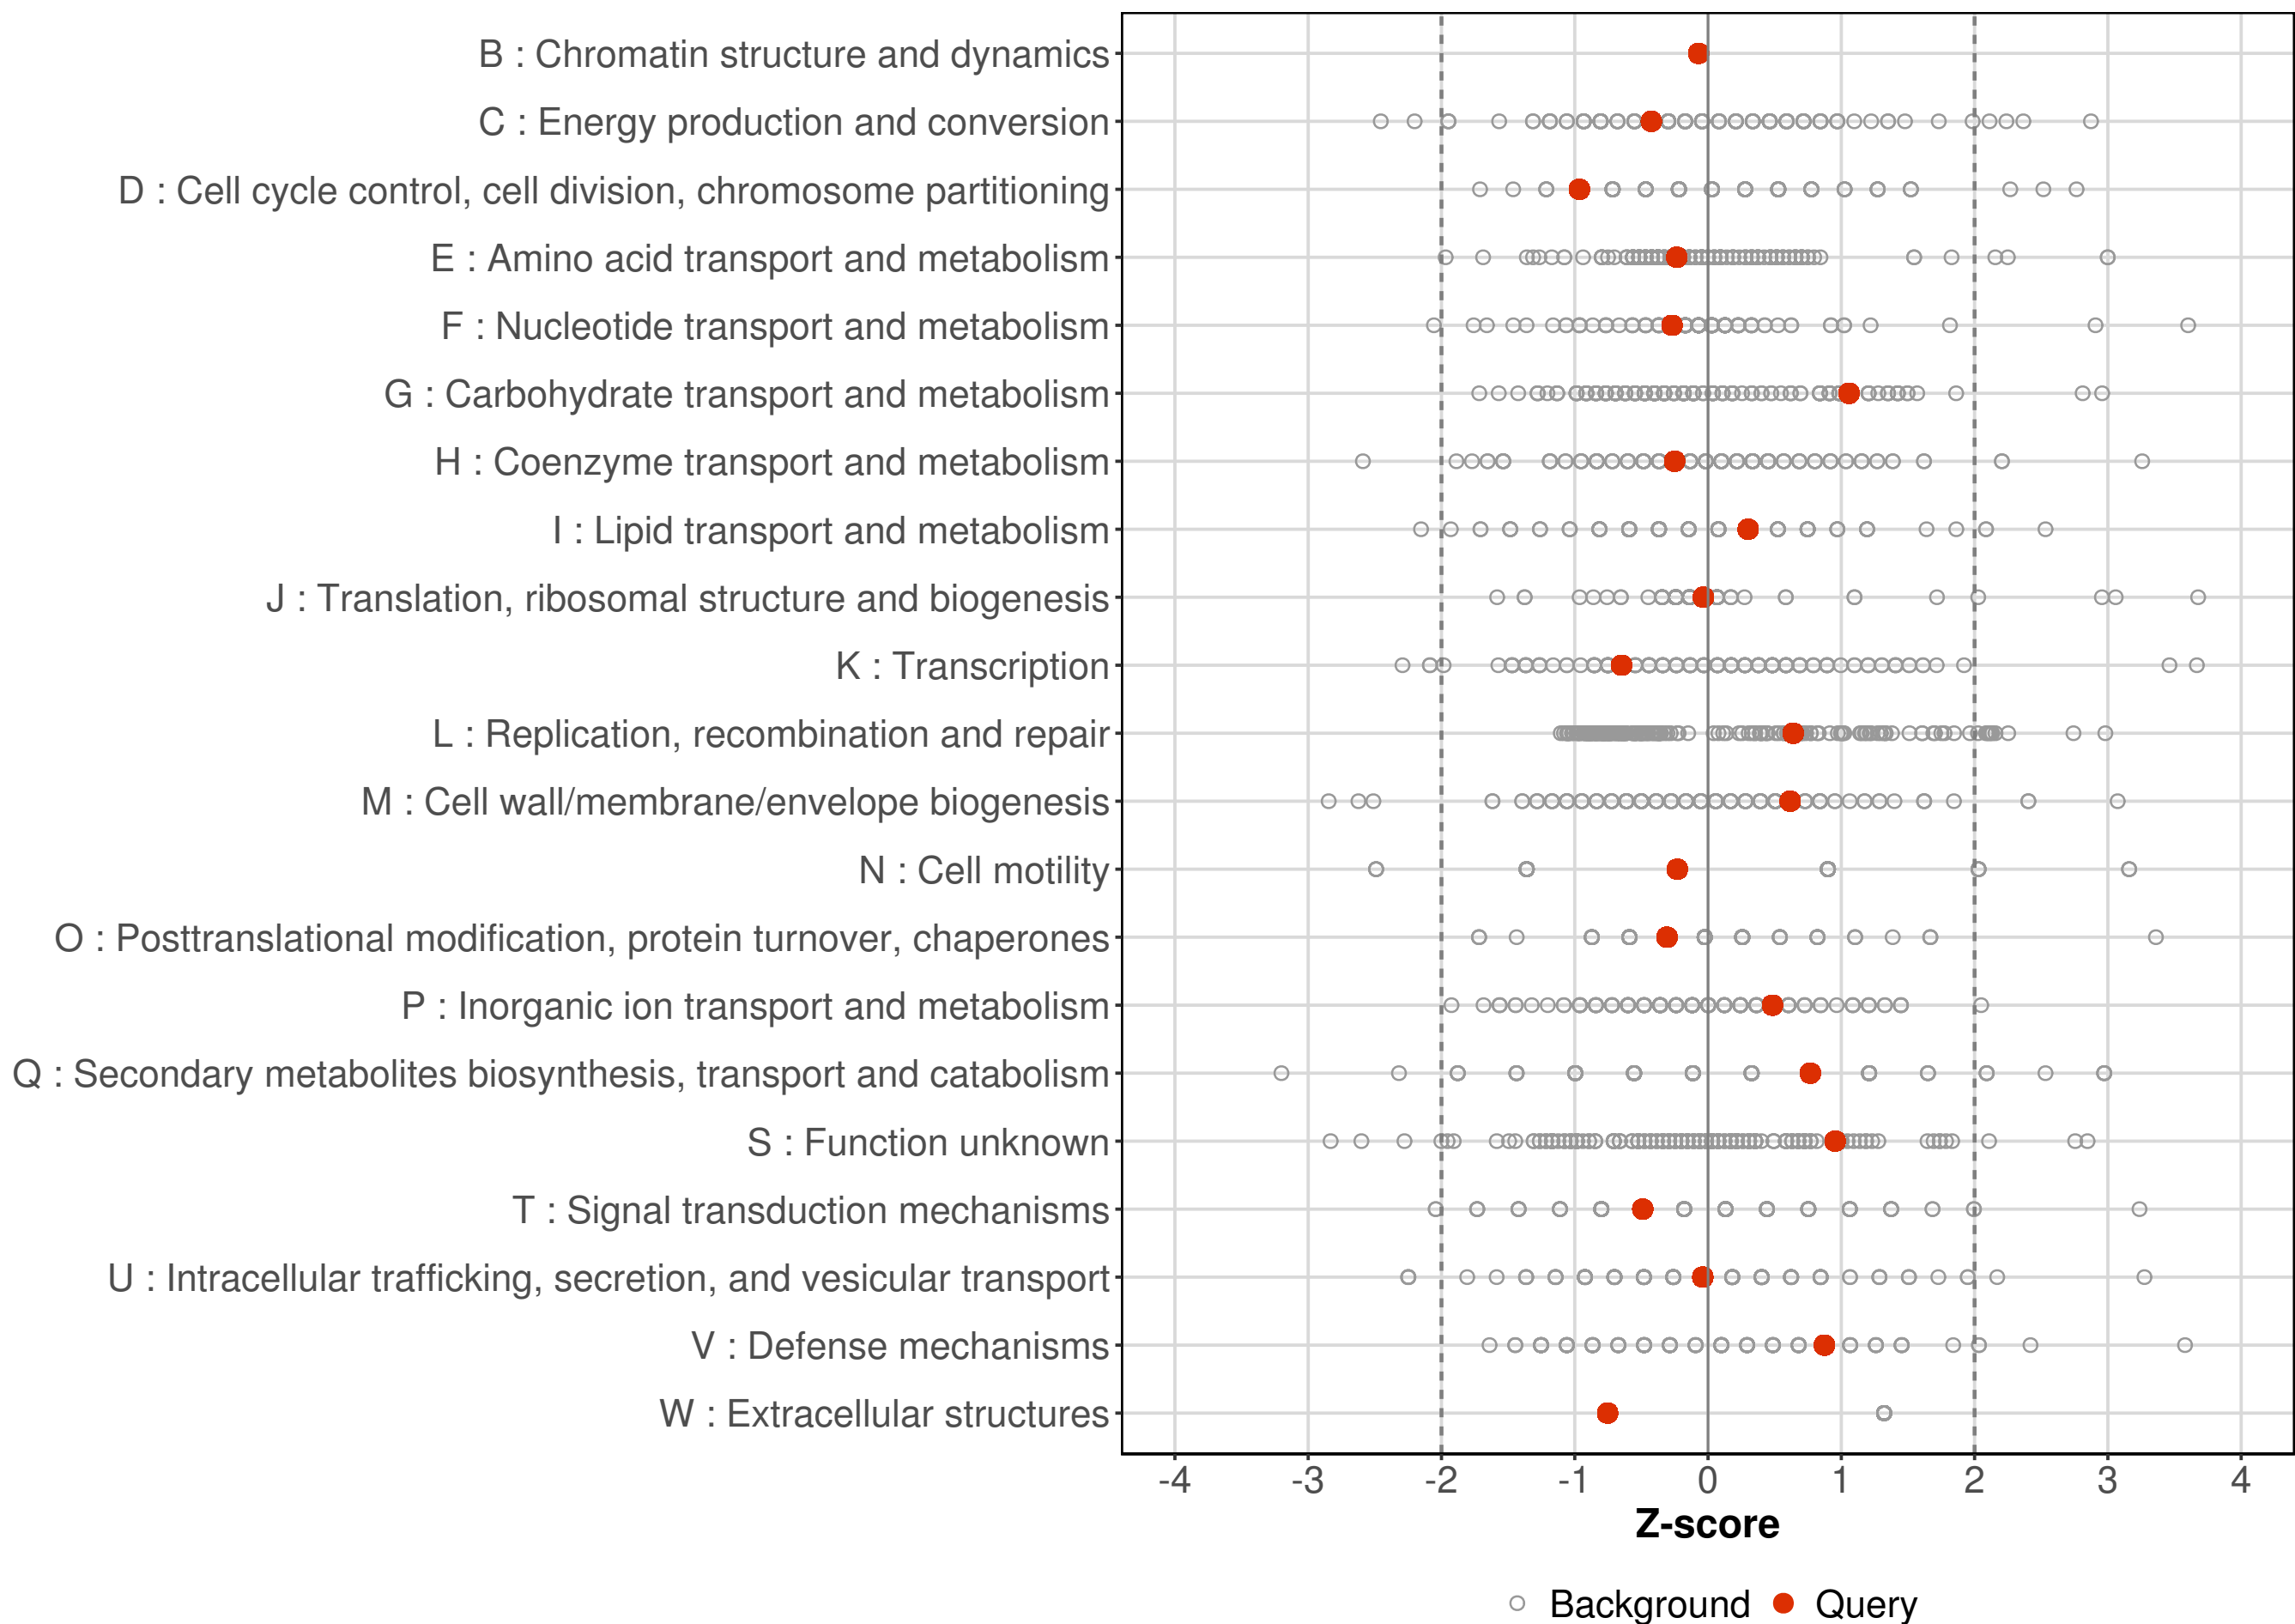 B : Chromatin structure and dynamics
C : Energy production and conversion
D : Cell cycle control, cell division, chromosome partitioning
E : Amino acid transport and metabolism
F : Nucleotide transport and metabolism
G : Carbohydrate transport and metabolism
H : Coenzyme transport and metabolism
I : Lipid transport and metabolism
J : Translation, ribosomal structure and biogenesis
K : Transcription
L : Replication, recombination and repair
M : Cell wall/membrane/envelope biogenesis
N : Cell motility
O : Posttranslational modification, protein turnover, chaperones
P : Inorganic ion transport and metabolism
Q : Secondary metabolites biosynthesis, transport and catabolism
S : Function unknown
T : Signal transduction mechanisms
U : Intracellular trafficking, secretion, and vesicular transport
V : Defense mechanisms
W : Extracellular structures
-4 -3 -2 -1 0 1 2 3 4
Z-score
Background Query